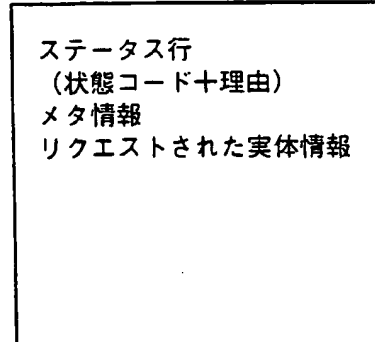 ステータス行
(状態コード+理由)
メタ情報
リクエストされた実体情報